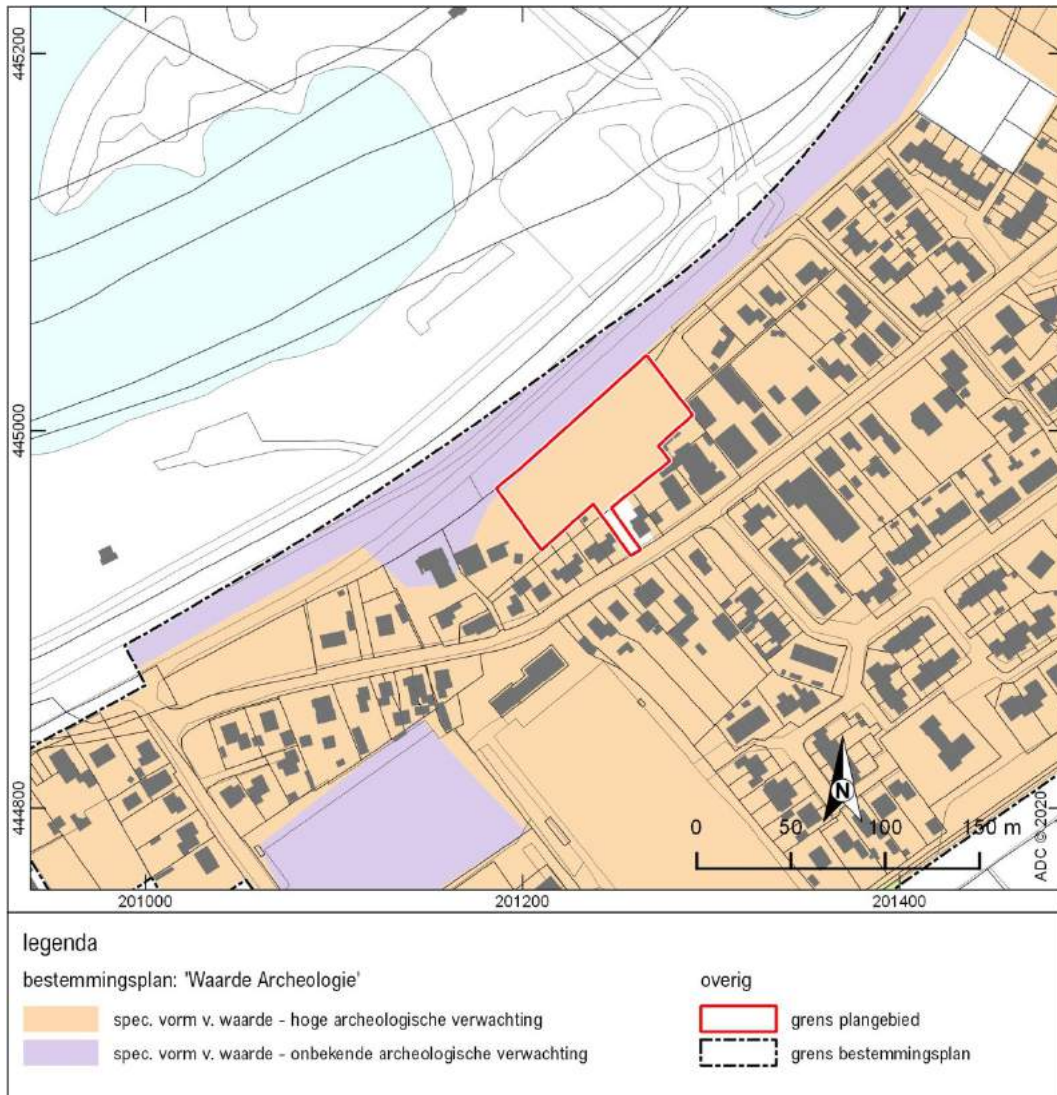 445200
445000
444800
N
0 50 100 150 m
ADC © 2020
201000 201200 201400
legenda
bestemmingsplan: 'Waarde Archeologie'
spec. vorm v. waarde - hoge archeologische verwachting
spec. vorm v. waarde - onbekende archeologische verwachting
overig
grens plangebied
grens bestemmingsplan